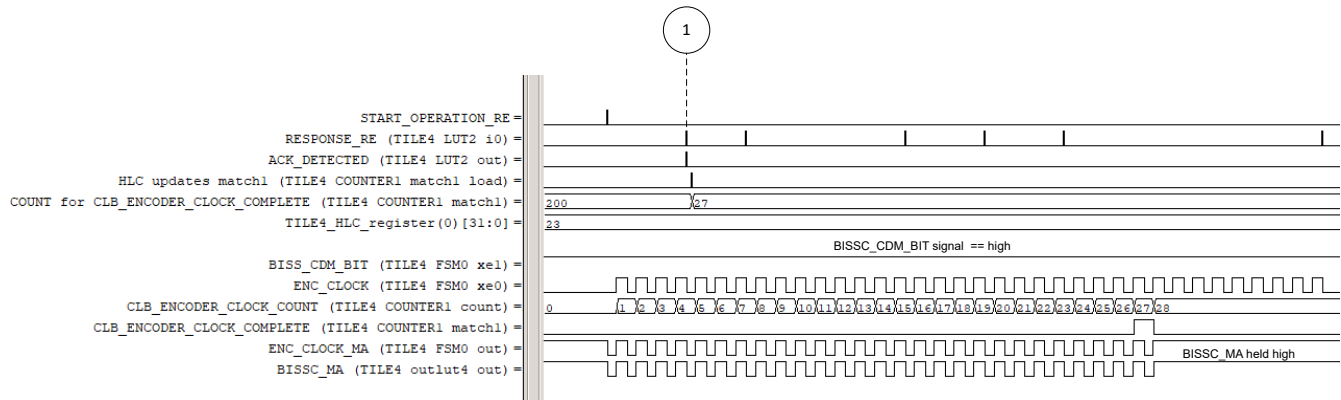 1
START_OPERATION_RE =
RESPONSE_RE (TILE4 LUT2 i0) =
ACK_DETECTED (TILE4 LUT2 out) =
HLC updates match1 (TILE4 COUNTER1 match1 load) =
COUNT for CLB_ENCODER_CLOCK_COMPLETE (TILE4 COUNTER1 match1) = 200 27
TILE4_HLC_register(0)[31:0] = 23
BISSC_CDM_BIT signal == high
BISS_CDM_BIT (TILE4 FSM0 xe1) =
ENC_CLOCK (TILE4 FSM0 xe0) =
CLB_ENCODER_CLOCK_COUNT (TILE4 COUNTER1 count) = 0 1 2 3 4 5 6 7 8 9 10 11 12 13 14 15 16 17 18 19 20 21 22 23 24 25 26 27 28
CLB_ENCODER_CLOCK_COMPLETE (TILE4 COUNTER1 match1) =
ENC_CLOCK_MA (TILE4 FSM0 out) =
BISSC_MA held high
BISSC_MA (TILE4 outlut4 out) =